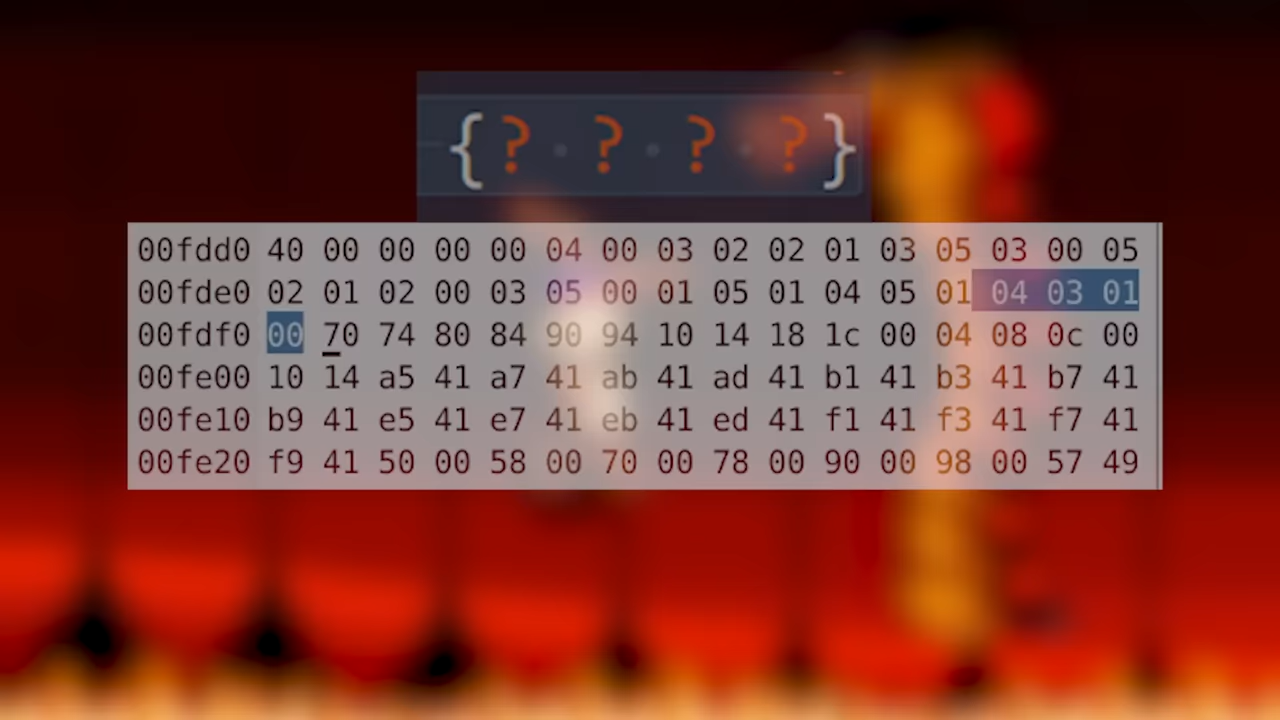 {? ? ? ?}
00fdd0 40 00 00 00 00 04 00 03 02 02 01 03 05 03 00 05
00fde0 02 01 02 00 03 05 00 01 05 01 04 05 01 04 03 01
00fdf0 00 70 74 80 84 90 94 10 14 18 1c 00 04 08 0c 00
00fe00 10 14 a5 41 a7 41 ab 41 ad 41 b1 41 b3 41 b7 41
00fe10 b9 41 e5 41 e7 41 eb 41 ed 41 f1 41 f3 41 f7 41
00fe20 f9 41 50 00 58 00 70 00 78 00 90 00 98 00 57 49